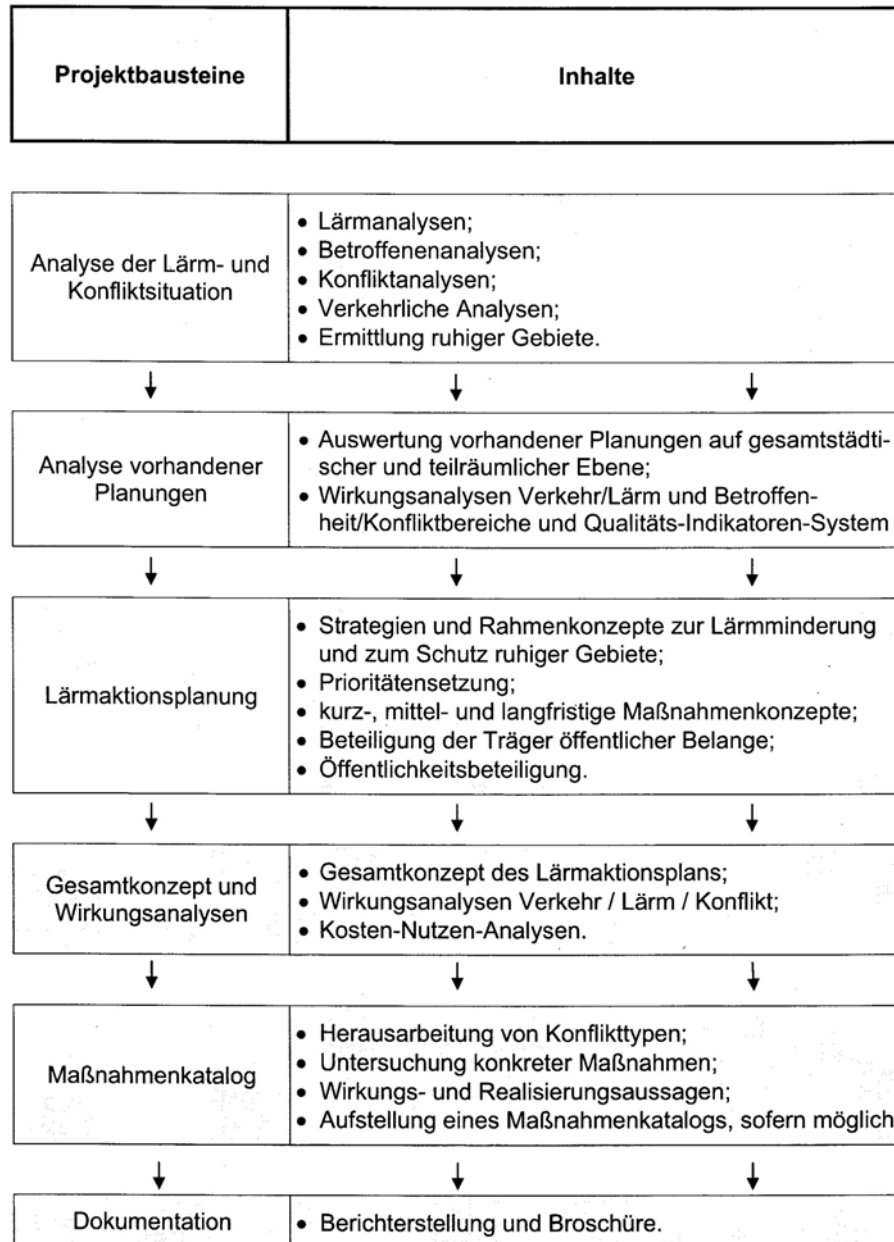 Projektbausteine
Inhalte
Analyse der Lärm- und
Konfliktsituation
• Lärmanalysen;
• Betroffenenanalysen;
• Konfliktanalysen;
• Verkehrliche Analysen;
• Ermittlung ruhiger Gebiete.
Analyse vorhandener
Planungen
• Auswertung vorhandener Planungen auf gesamtstädti-
scher und teilräumlicher Ebene;
• Wirkungsanalysen Verkehr/Lärm und Betroffen-
heit/Konfliktbereiche und Qualitäts-Indikatoren-System
Lärmaktionsplanung
• Strategien und Rahmenkonzepte zur Lärmminderung
und zum Schutz ruhiger Gebiete;
• Prioritätensetzung;
• kurz-, mittel- und langfristige Maßnahmenkonzepte;
• Beteiligung der Träger öffentlicher Belange;
• Öffentlichkeitsbeteiligung.
Gesamtkonzept und
Wirkungsanalysen
• Gesamtkonzept des Lärmaktionsplans;
• Wirkungsanalysen Verkehr / Lärm / Konflikt;
• Kosten-Nutzen-Analysen.
Maßnahmenkatalog
• Herausarbeitung von Konflikttypen;
• Untersuchung konkreter Maßnahmen;
• Wirkungs- und Realisierungsaussagen;
• Aufstellung eines Maßnahmenkatalogs, sofern möglich
Dokumentation
• Berichterstellung und Broschüre.